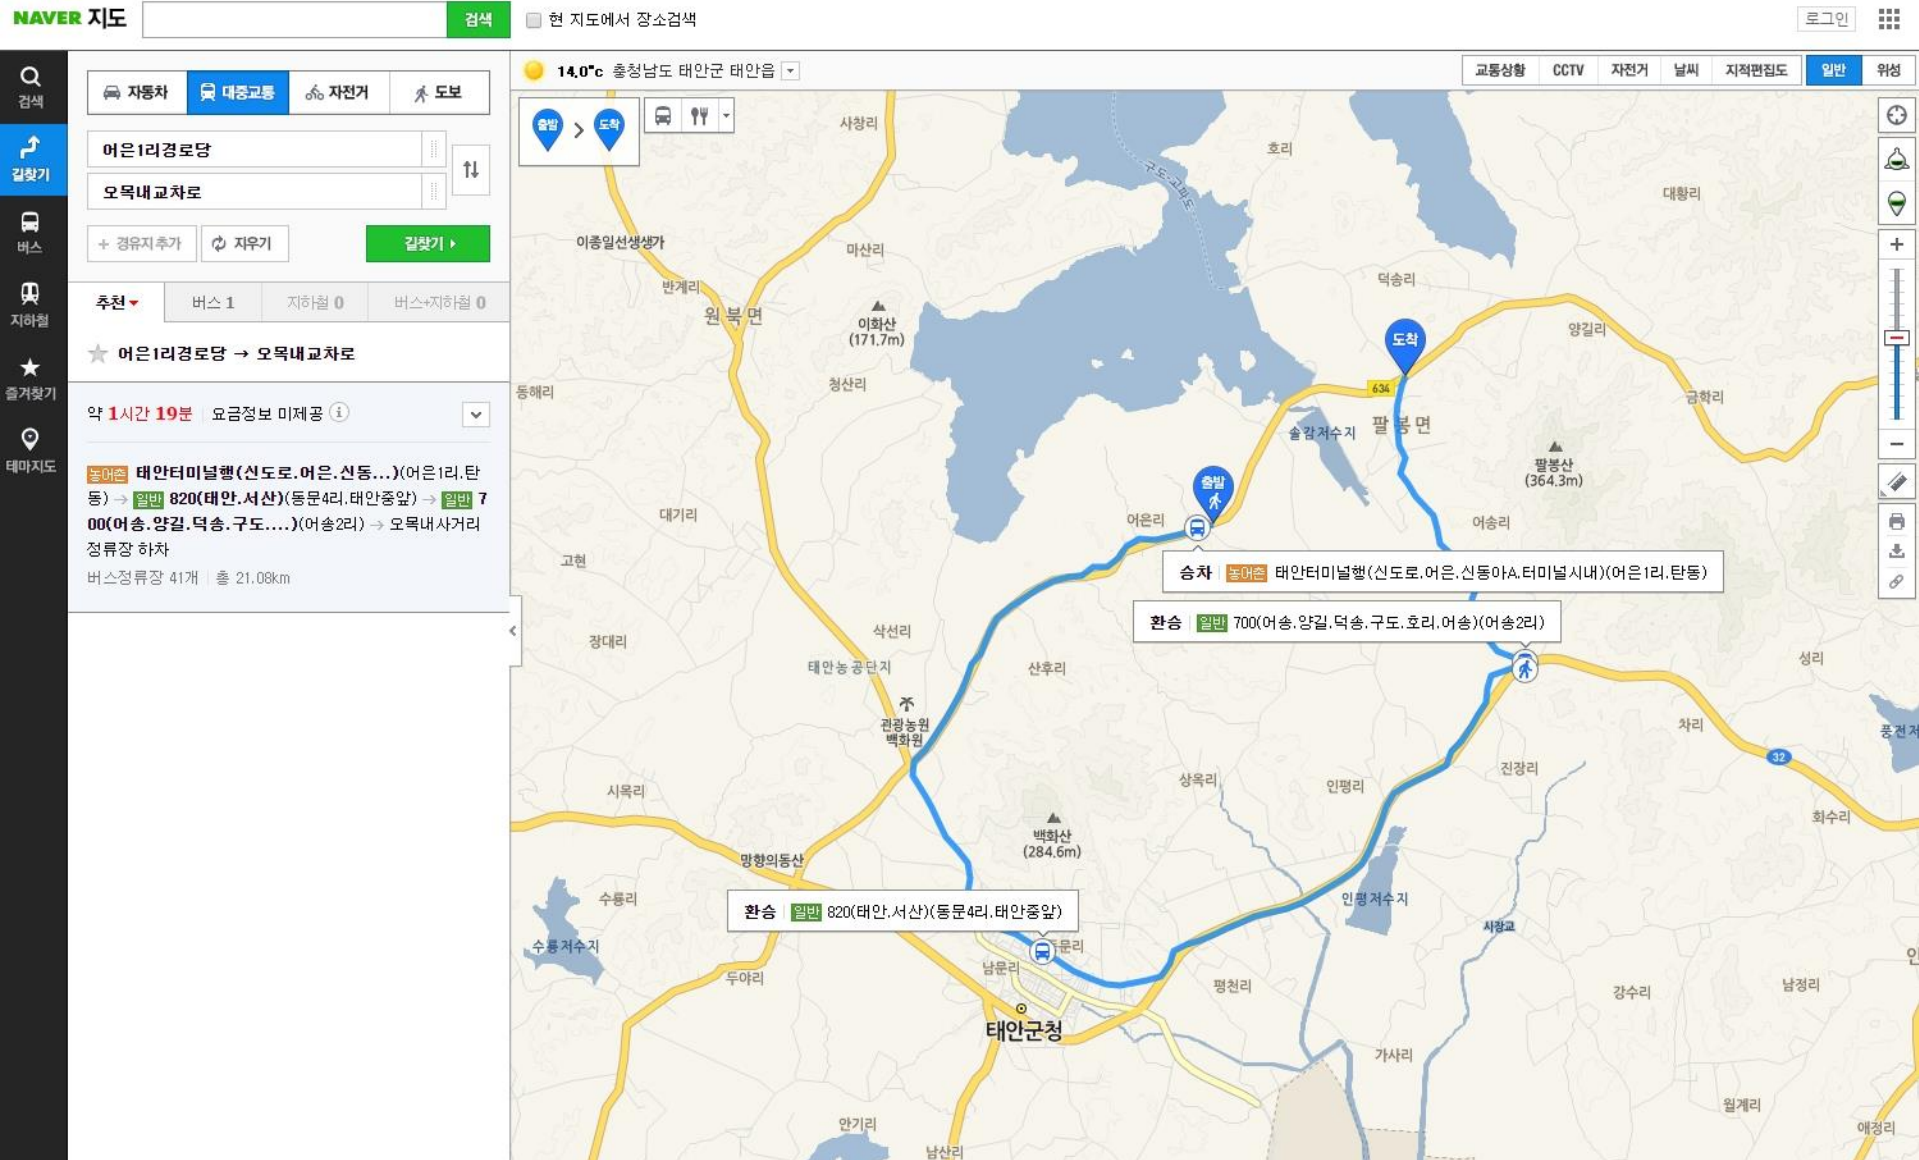 NAVER 지도
검색
현 지도에서 장소검색
로그인
검색
길찾기
버스
지하철
즐겨찾기
테마지도
자동차
대중교통
자전거
도보
어은1리경로당
오목내교차로
+ 경유지 추가
지우기
길찾기
추천
버스 1
지하철 0
버스+지하철 0
어은1리경로당 → 오목내교차로
약 1시간 19분
요금정보 미제공 i
농어촌 태안터미널행(신도로.어은.신동...)(어은1리.탄
동) → 일반 820(태안.서산)(동문4리.태안중앞) → 일반 7
00(어송.양길.덕송.구도....)(어송2리) → 오목내사거리
정류장 하차
버스정류장 41개
총 21.08km
14.0°c 충청남도 태안군 태안읍
교통상황
CCTV
자전거
날씨
지적편집도
일반
위성
출발 > 도착
사창리
호리
구도-고파도
대황리
이종일선생생가
마산리
덕송리
반계리
원북면
이화산
(171.7m)
도착
양길리
동해리
청산리
634
금학리
솔감저수지
팔봉면
팔봉산
(364.3m)
출발
대기리
어은리
어송리
고현
승차 농어촌 태안터미널행(신도로.어은.신동아A.터미널시내)(어은1리.탄동)
환승 일반 700(어송.양길.덕송.구도.호리.어송)(어송2리)
장대리
삭선리
태안농공단지
산후리
성리
관광농원
백화원
차리
풍전저
32
시목리
상옥리
인평리
진장리
백화산
(284.6m)
화수리
망향의동산
수룡리
환승 일반 820(태안.서산)(동문4리.태안중앞)
인평저수지
시장교
수룡저수지
문리
남문리
두야리
평천리
강수리
남정리
태안군청
가사리
월계리
안기리
애정리
남산리